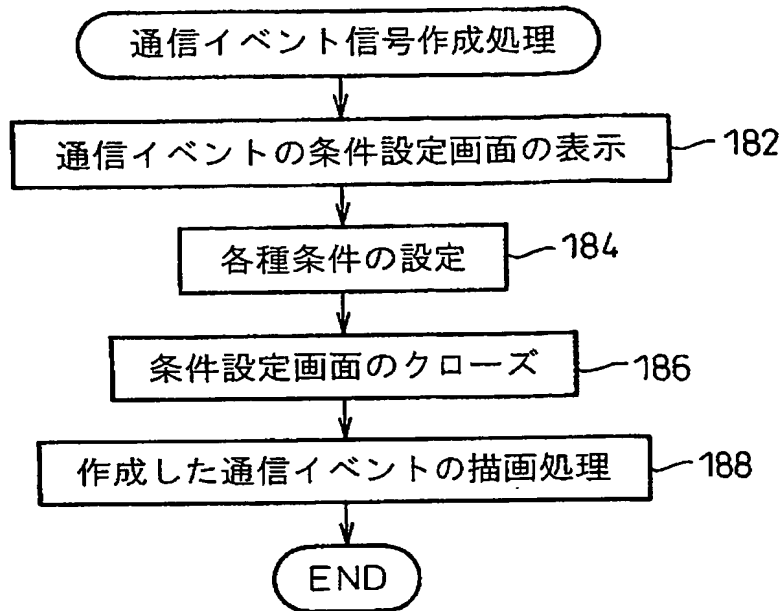 通信イベント信号作成処理
通信イベントの条件設定画面の表示 182
各種条件の設定 184
条件設定画面のクローズ 186
作成した通信イベントの描画処理 188
END